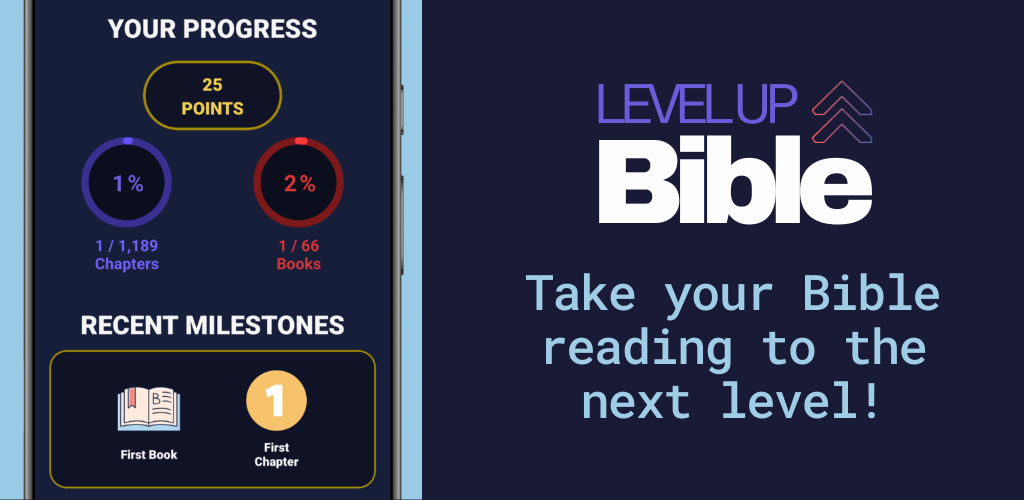 YOUR PROGRESS
25
POINTS
1%
2%
1 / 1,189
Chapters
1 / 66
Books
RECENT MILESTONES
B
1
First Book
First
Chapter
LEVEL UP
Bible
Take your Bible
reading to the
next level!